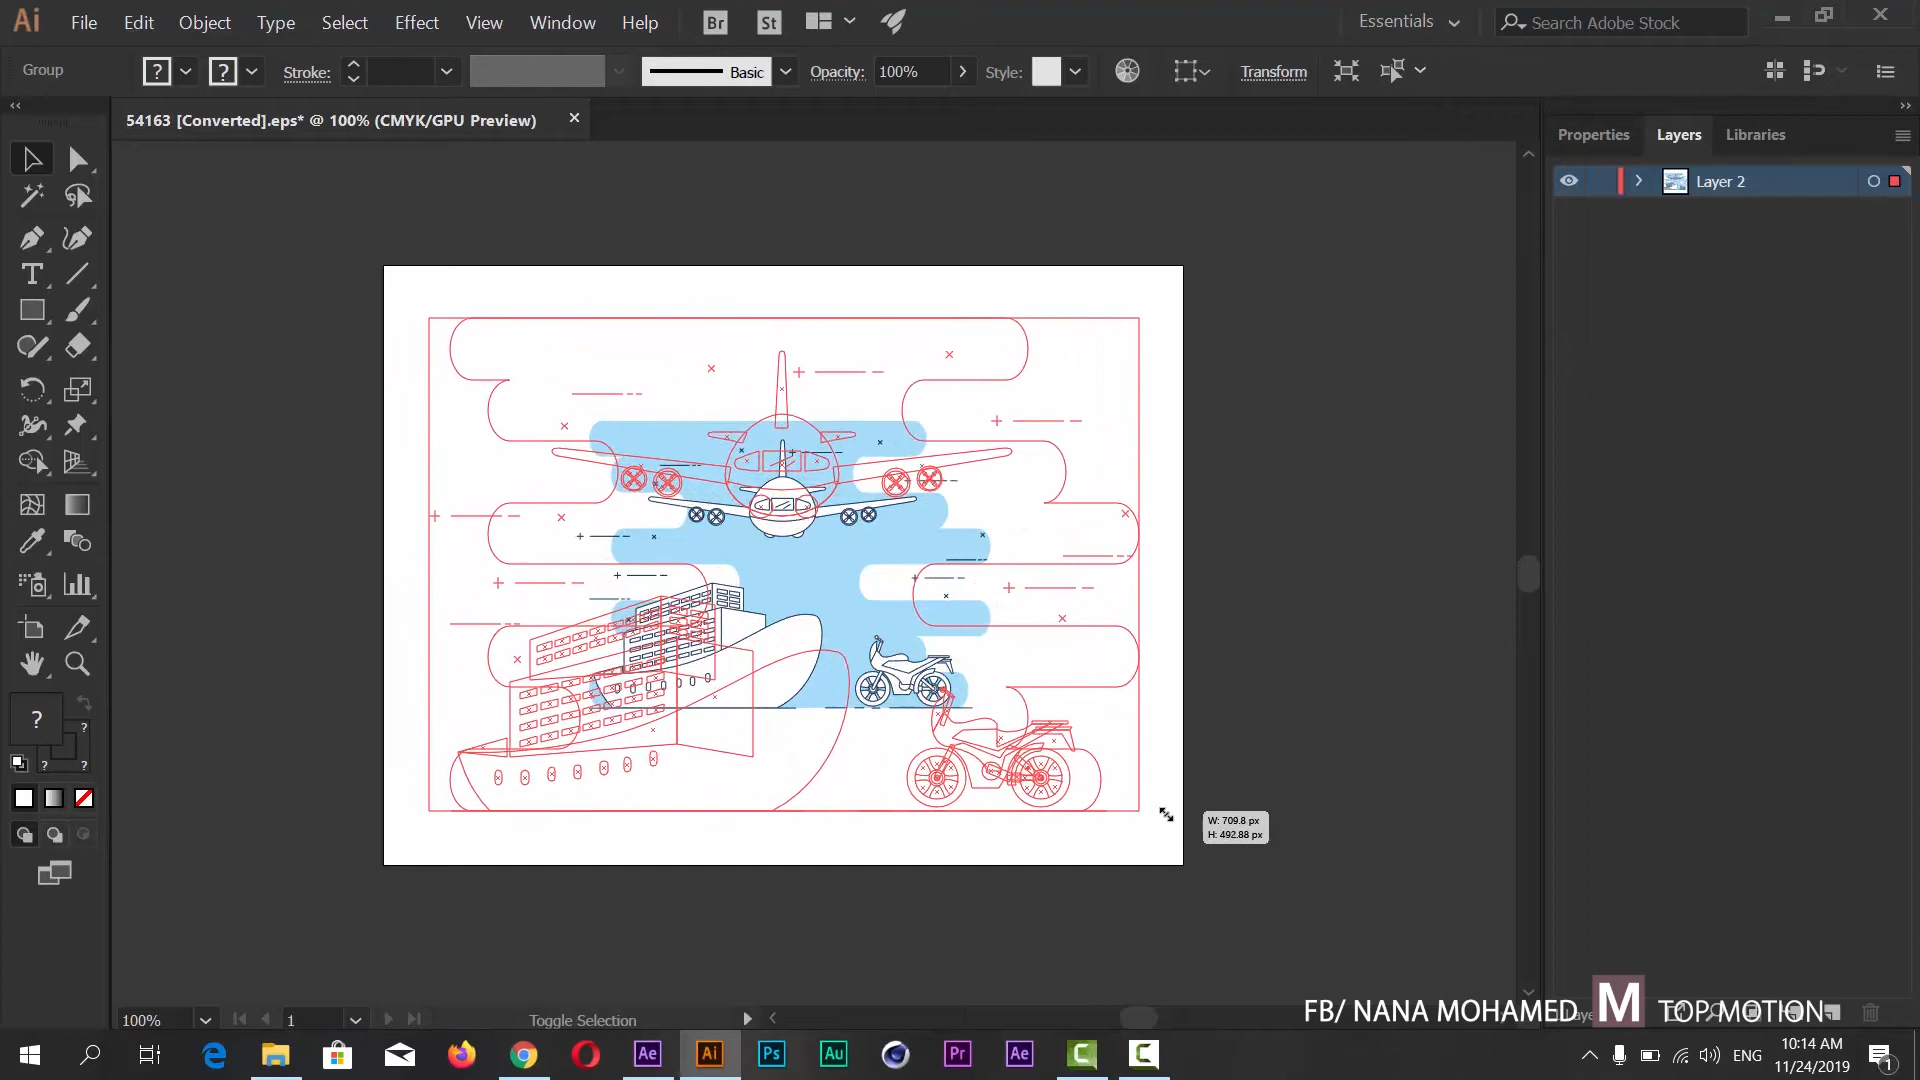 Ai File Edit Object Type Select Effect View Window Help Br St Essentials Search Adobe Stock
Group ? ? Stroke: Basic Opacity: 100% Style: Transform
54163 [Converted].eps* @ 100% (CMYK/GPU Preview)
Properties Layers Libraries
Layer 2
T
?
?
? ?
W: 709.8 px
H: 492.88 px
FB/ NANA MOHAMED M TOP MOTION
100% 1 Toggle Selection
Ae Ai Ps Au Pr Ae C C ENG
10:14 AM
11/24/2019
1